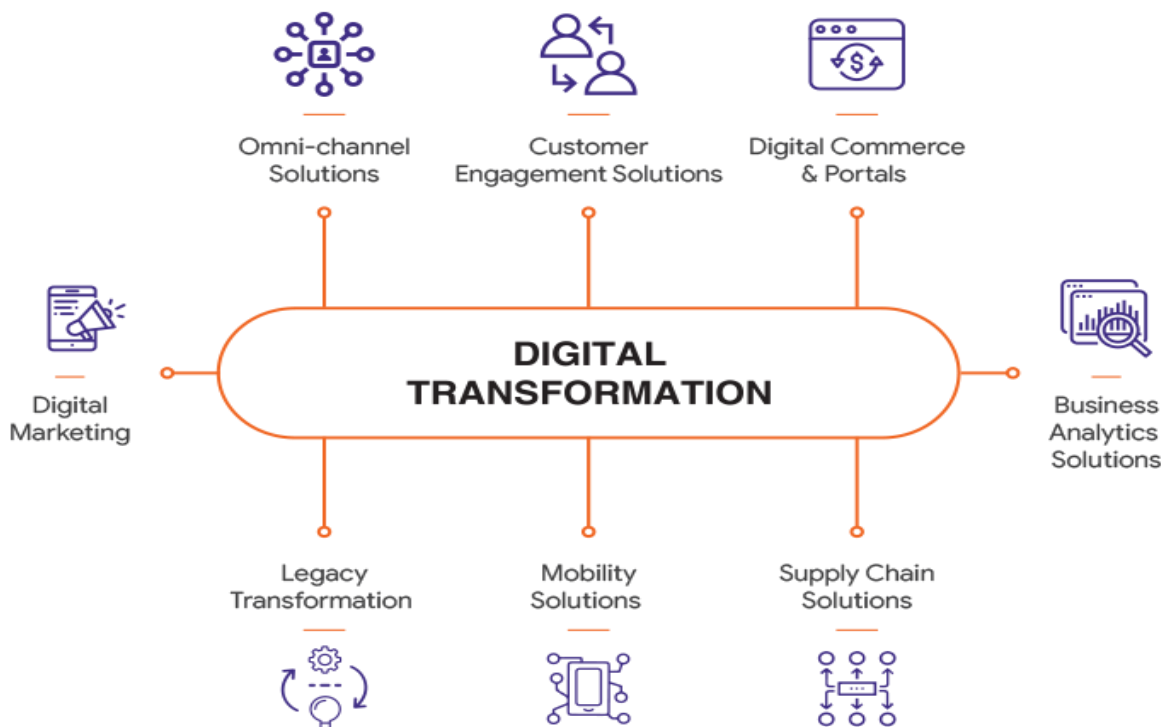 Omni-channel
Solutions
Customer
Engagement Solutions
Digital Commerce
& Portals
$
Digital
Marketing
DIGITAL
TRANSFORMATION
Business
Analytics
Solutions
Legacy
Transformation
Mobility
Solutions
Supply Chain
Solutions